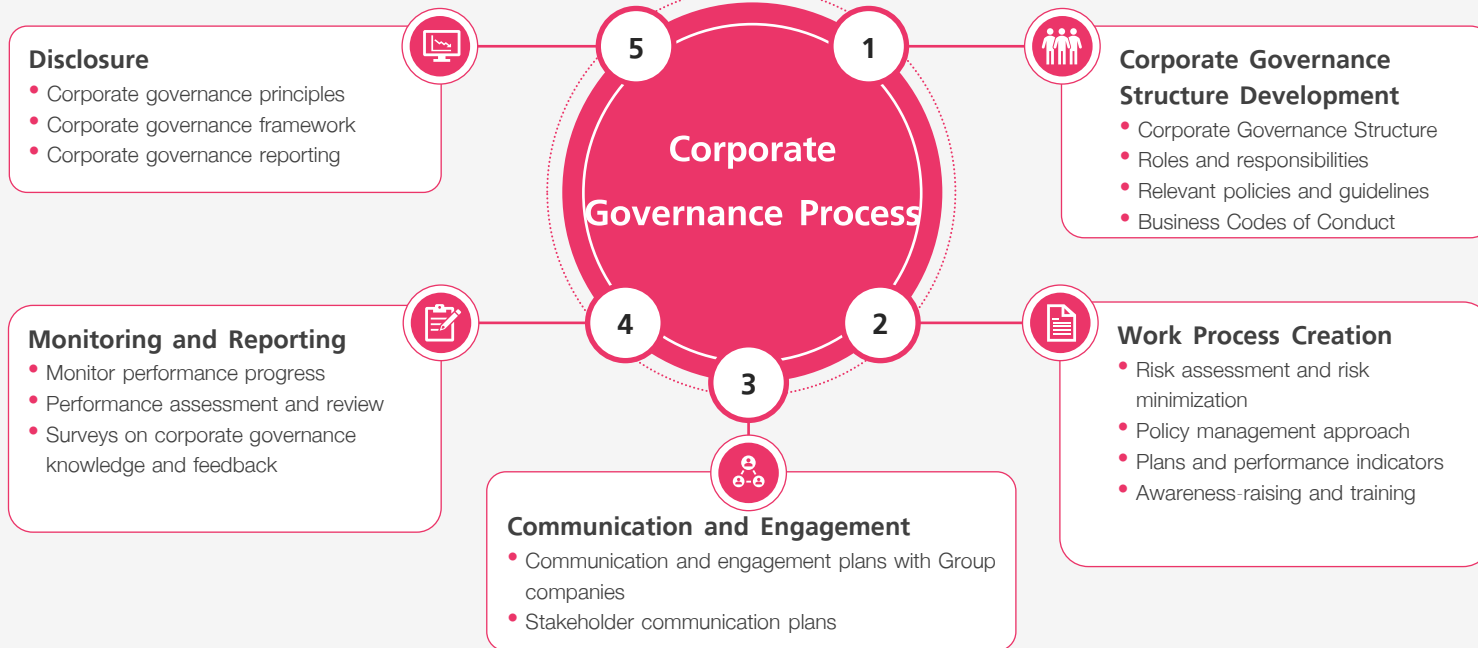 Corporate
Governance Process
1
Corporate Governance
Structure Development
• Corporate Governance Structure
• Roles and responsibilities
• Relevant policies and guidelines
• Business Codes of Conduct
2
Work Process Creation
• Risk assessment and risk
minimization
• Policy management approach
• Plans and performance indicators
• Awareness-raising and training
3
Communication and Engagement
• Communication and engagement plans with Group
companies
• Stakeholder communication plans
4
Monitoring and Reporting
• Monitor performance progress
• Performance assessment and review
• Surveys on corporate governance
knowledge and feedback
5
Disclosure
• Corporate governance principles
• Corporate governance framework
• Corporate governance reporting